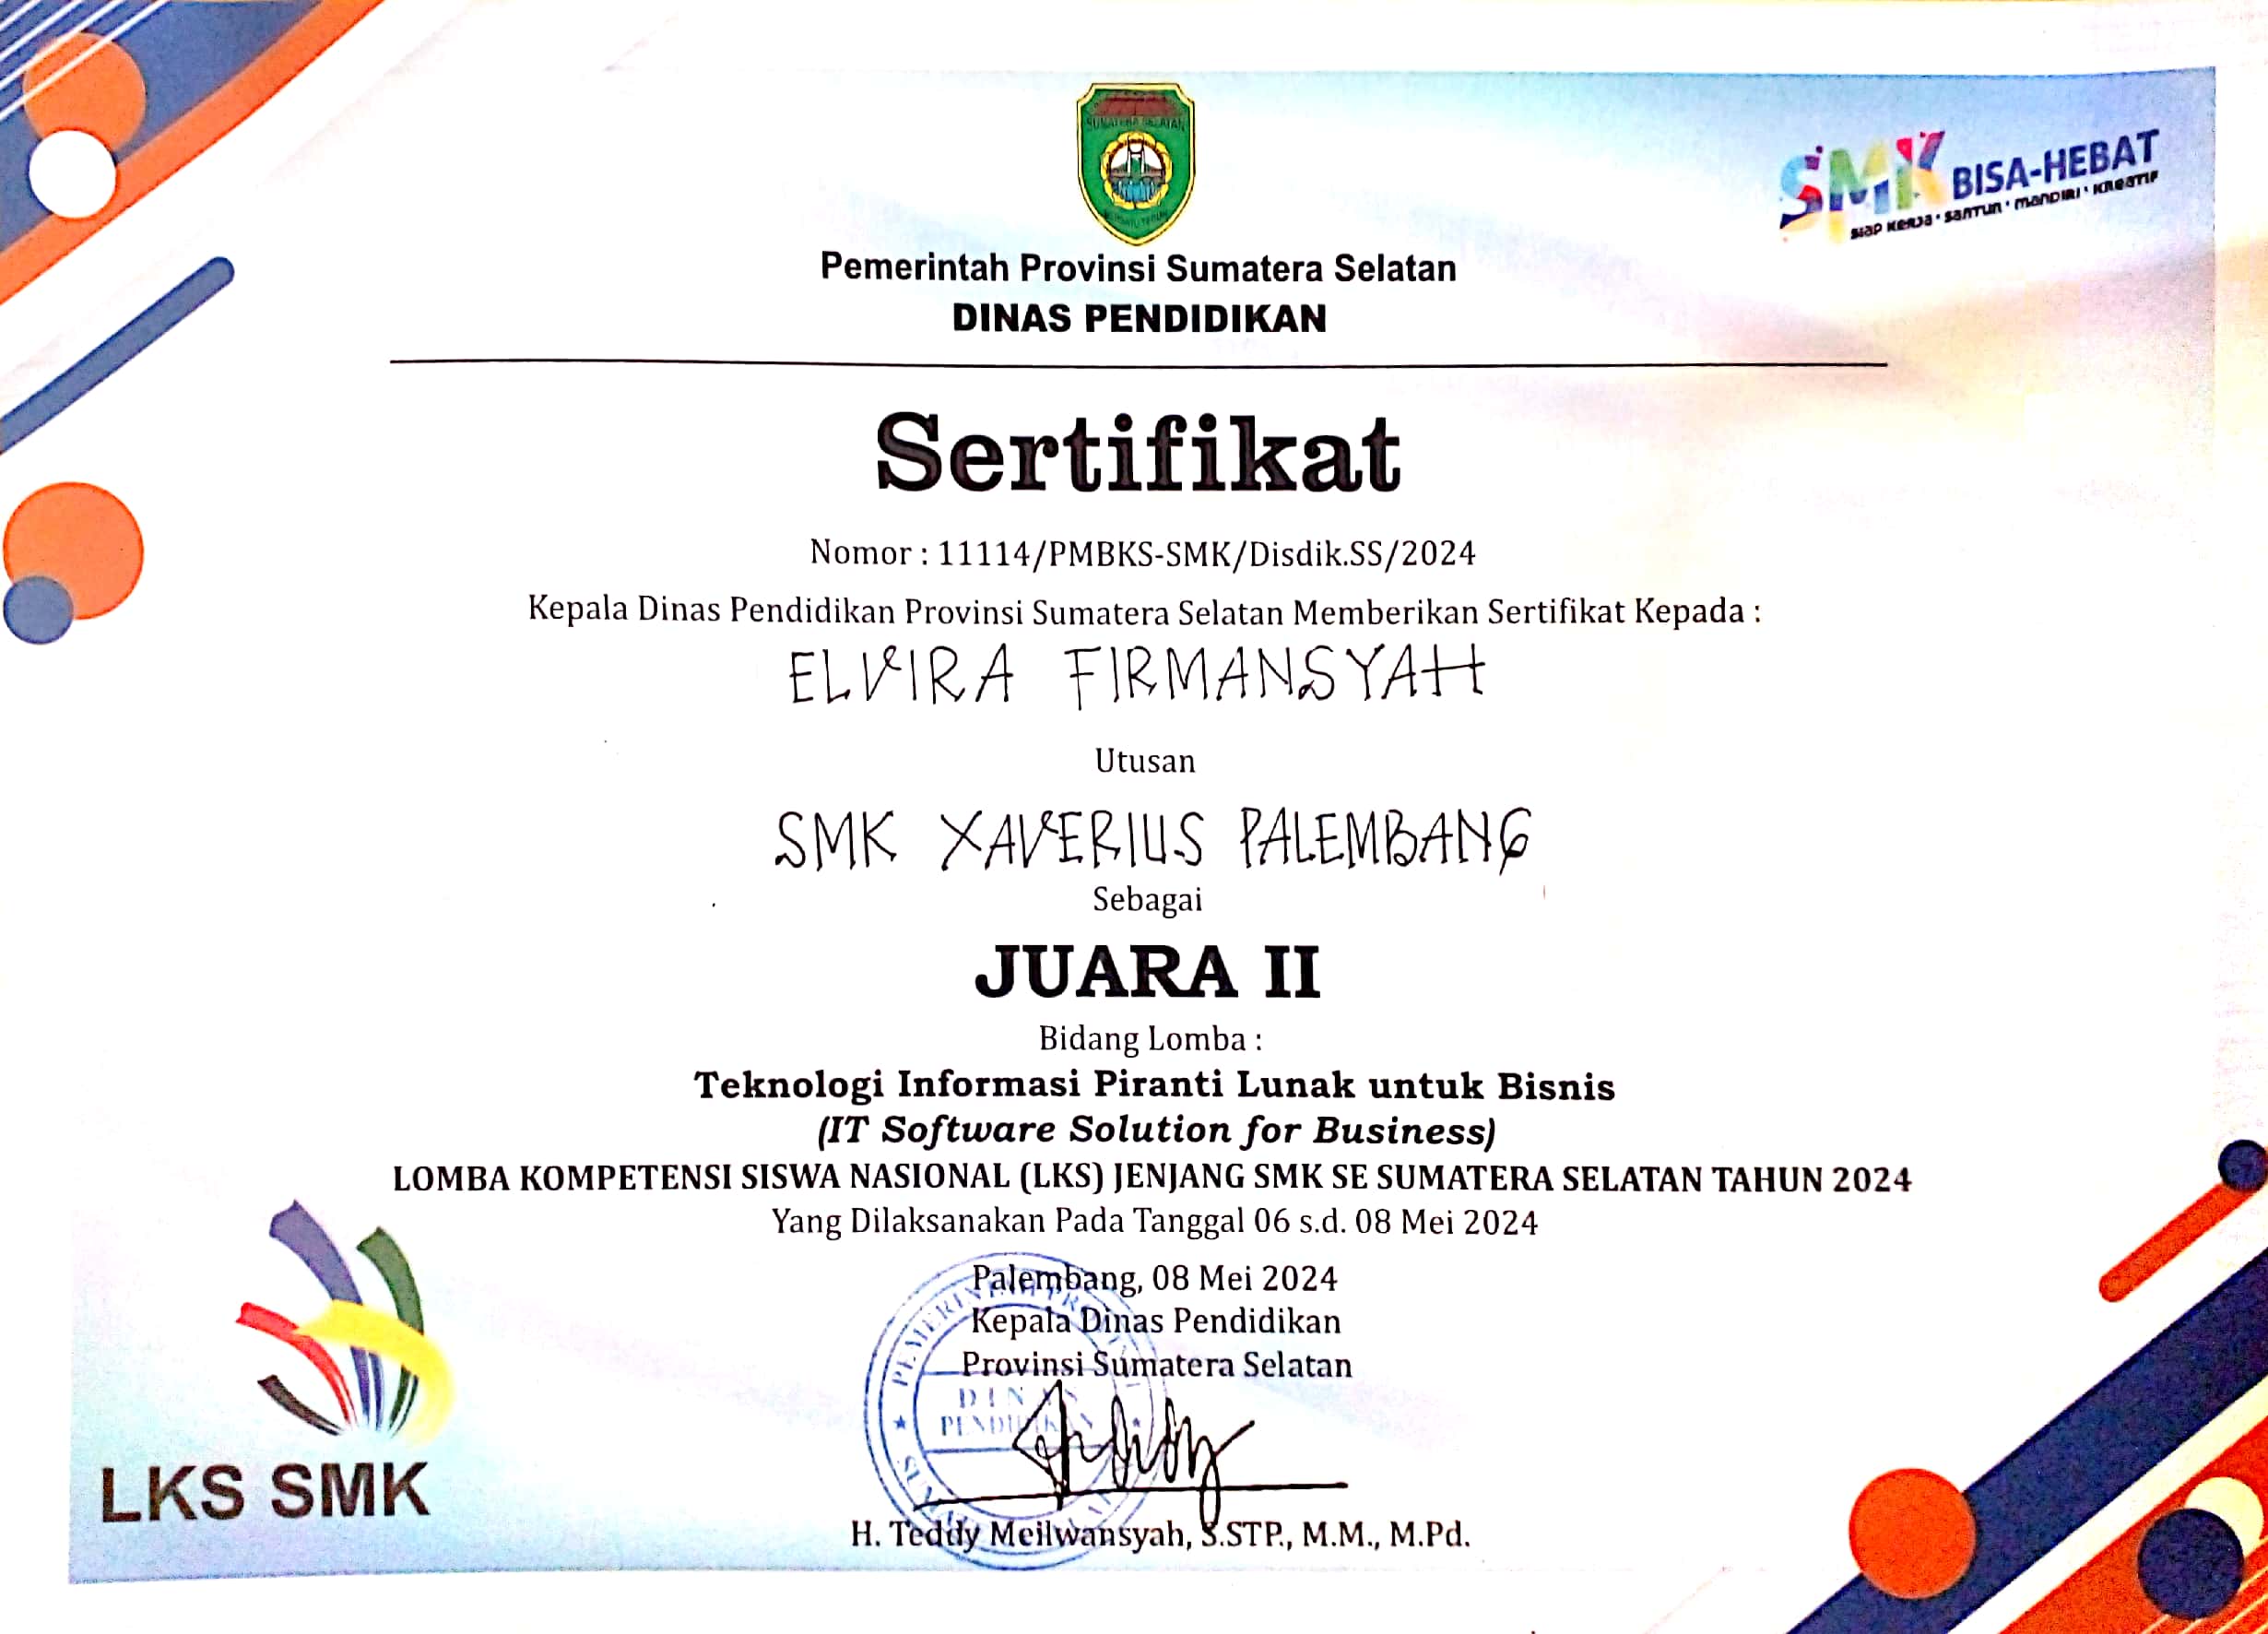 SUMATERA SELATAN
SMK BISA-HEBAT
SIAP KERJA • SANTUN • MANDIRI • KREATIF
Pemerintah Provinsi Sumatera Selatan
DINAS PENDIDIKAN
Sertifikat
Nomor : 11114/PMBKS-SMK/Disdik.SS/2024
Kepala Dinas Pendidikan Provinsi Sumatera Selatan Memberikan Sertifikat Kepada :
ELVIRA FIRMANSYAH
Utusan
SMK XAVERIUS PALEMBANG
Sebagai
JUARA II
Bidang Lomba :
Teknologi Informasi Piranti Lunak untuk Bisnis
(IT Software Solution for Business)
LOMBA KOMPETENSI SISWA NASIONAL (LKS) JENJANG SMK SE SUMATERA SELATAN TAHUN 2024
Yang Dilaksanakan Pada Tanggal 06 s.d. 08 Mei 2024
Palembang, 08 Mei 2024
Kepala Dinas Pendidikan
Provinsi Sumatera Selatan
DINAS
PENDIDIKAN
H. Teddy Meilwansyah, S.STP., M.M., M.Pd.
LKS SMK